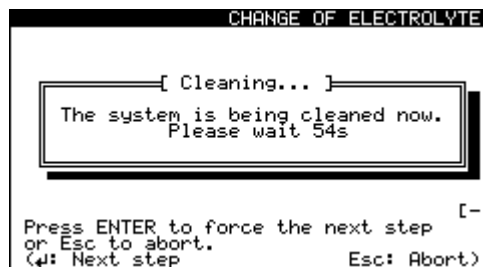 CHANGE OF ELECTROLYTE
[ Cleaning... ]
The system is being cleaned now.
Please wait 54s
[-
Press ENTER to force the next step
or Esc to abort.
(↵: Next step Esc: Abort)